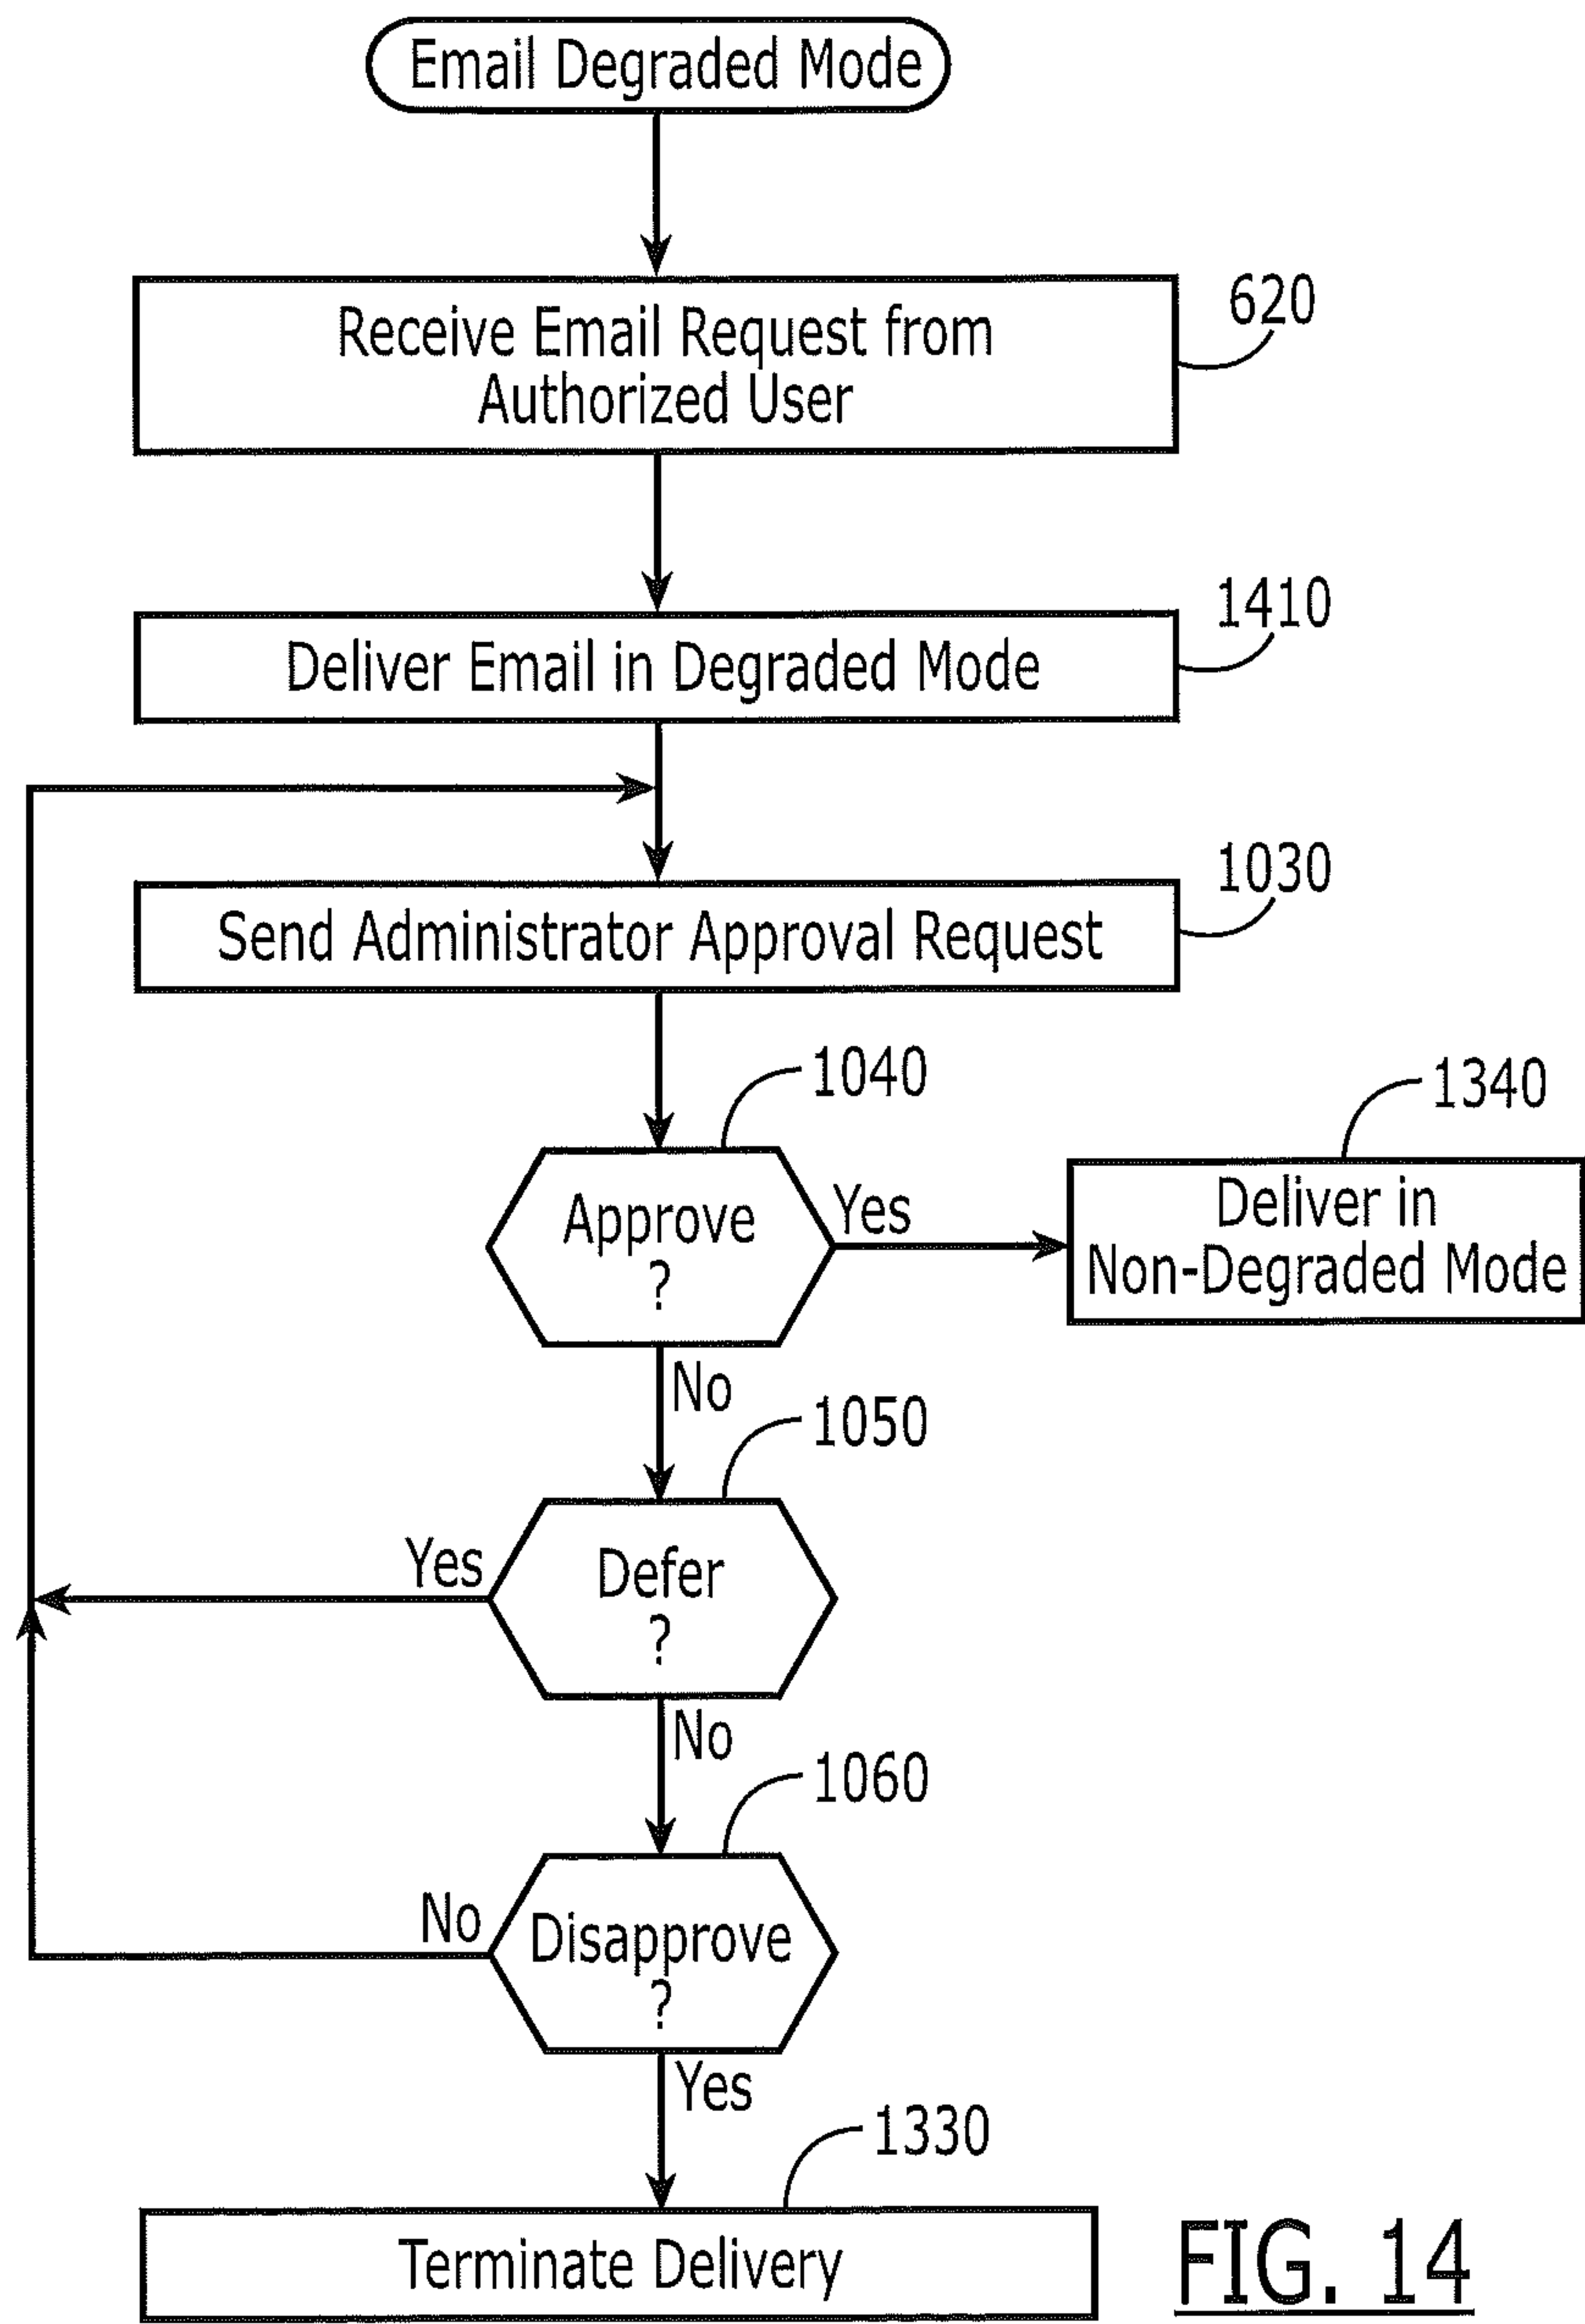 Email Degraded Mode
620
Receive Email Request from
Authorized User
1410
Deliver Email in Degraded Mode
1030
Send Administrator Approval Request
1040
1340
Approve
?
Yes
Deliver in
Non-Degraded Mode
No
1050
Yes
Defer
?
No
1060
No
Disapprove
?
Yes
1330
Terminate Delivery
FIG. 14